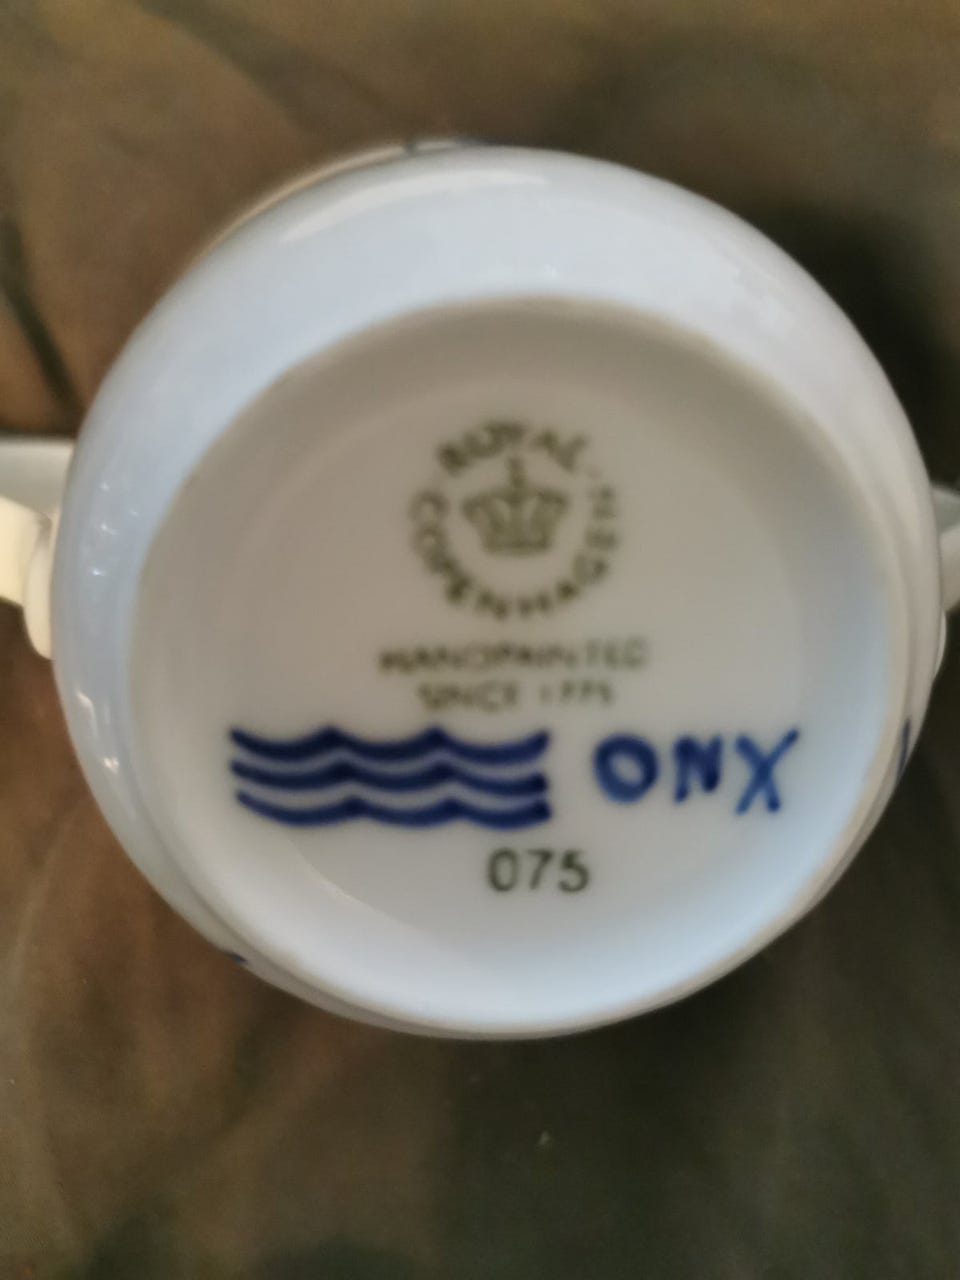 ROYAL COPENHAGEN
HANDPAINTED
SINCE 1775
ONX
075